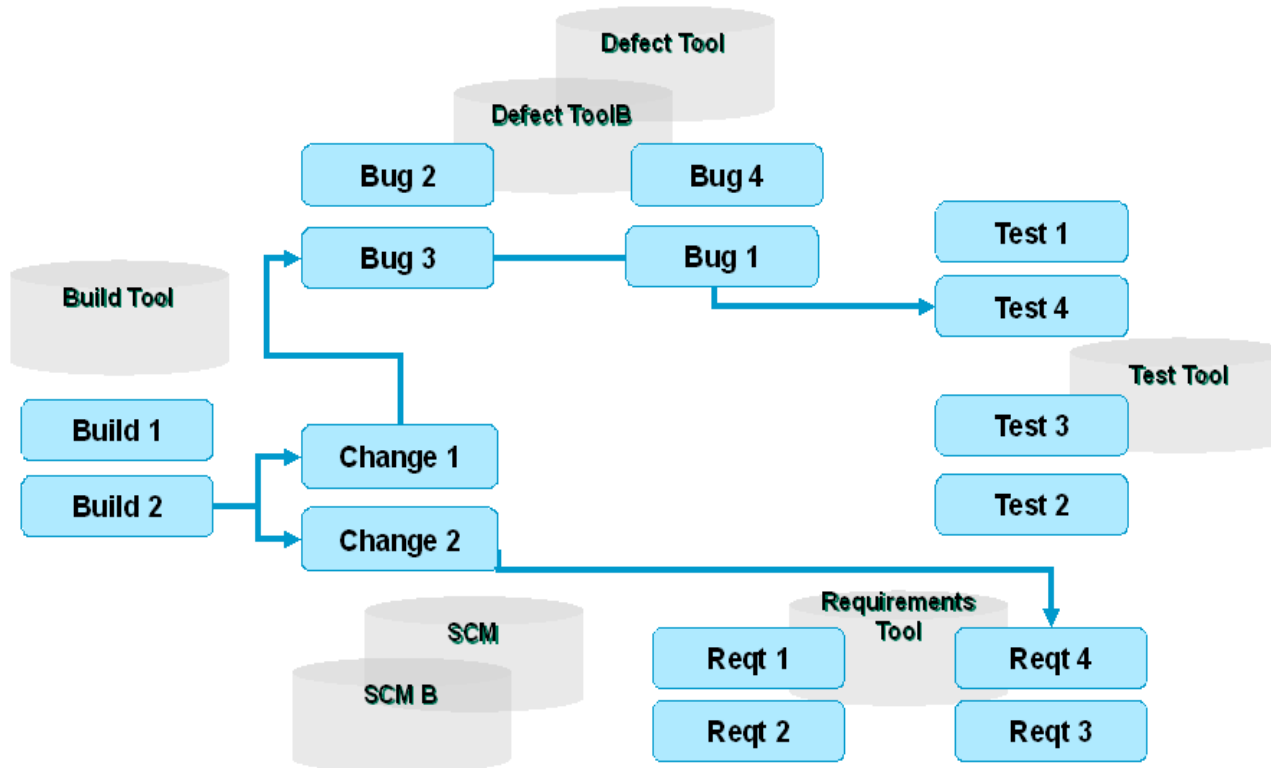 Defect Tool
Defect ToolB
Bug 2
Bug 4
Test 1
Bug 3
Bug 1
Build Tool
Test 4
Test Tool
Build 1
Change 1
Test 3
Build 2
Change 2
Test 2
Requirements
Tool
SCM
Reqt 1
Reqt 4
SCM B
Reqt 2
Reqt 3